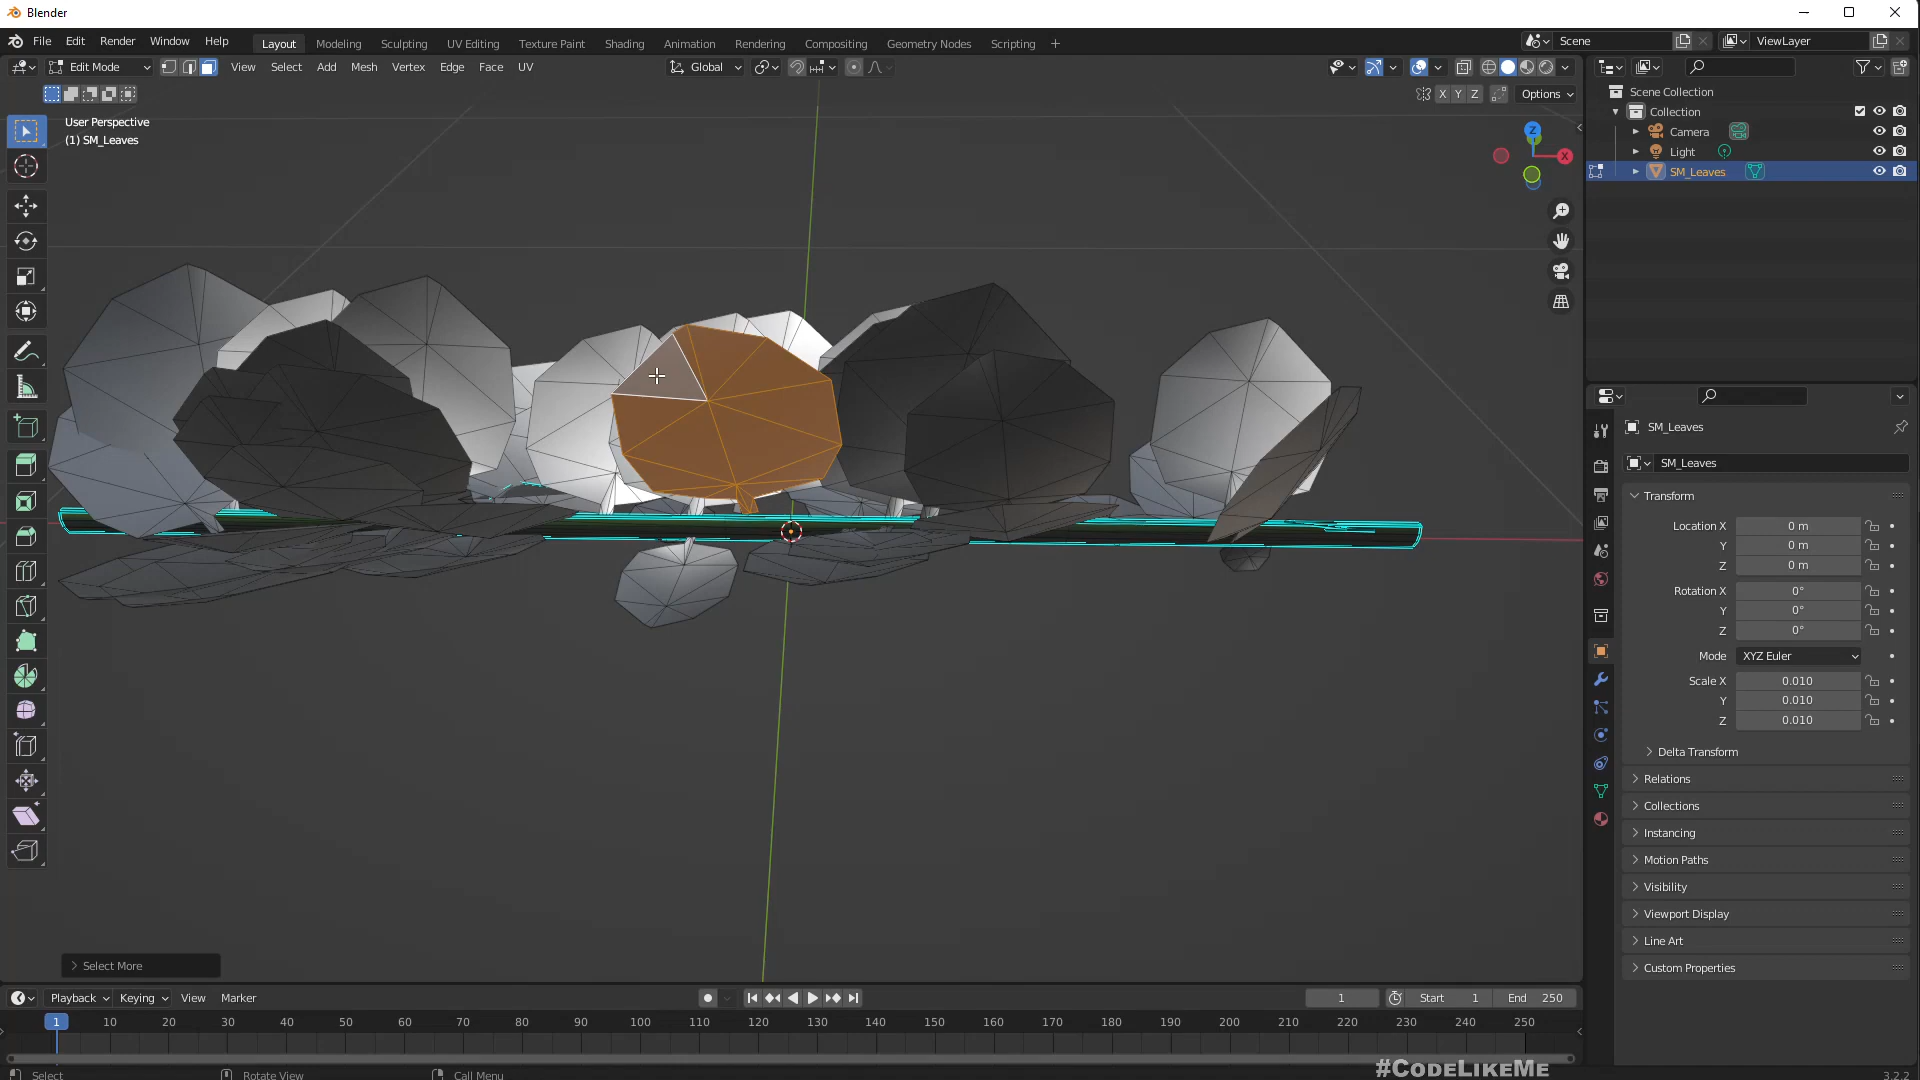 Blender
File Edit Render Window Help
Layout Modeling Sculpting UV Editing Texture Paint Shading Animation Rendering Compositing Geometry Nodes Scripting +
Scene
ViewLayer
Edit Mode
View Select Add Mesh Vertex Edge Face UV
Global
X Y Z
Options
User Perspective
(1) SM_Leaves
Z
X
Scene Collection
Collection
Camera
Light
SM_Leaves
SM_Leaves
SM_Leaves
Transform
Location X 0 m
Y 0 m
Z 0 m
Rotation X 0°
Y 0°
Z 0°
Mode XYZ Euler
Scale X 0.010
Y 0.010
Z 0.010
Delta Transform
Relations
Collections
Instancing
Motion Paths
Visibility
Viewport Display
Line Art
Custom Properties
Select More
Playback Keying View Marker
1
Start 1
End 250
1 10 20 30 40 50 60 70 80 90 100 110 120 130 140 150 160 170 180 190 200 210 220 230 240 250
Select
Rotate View
Call Menu
#CodeLikeMe
3.2.2